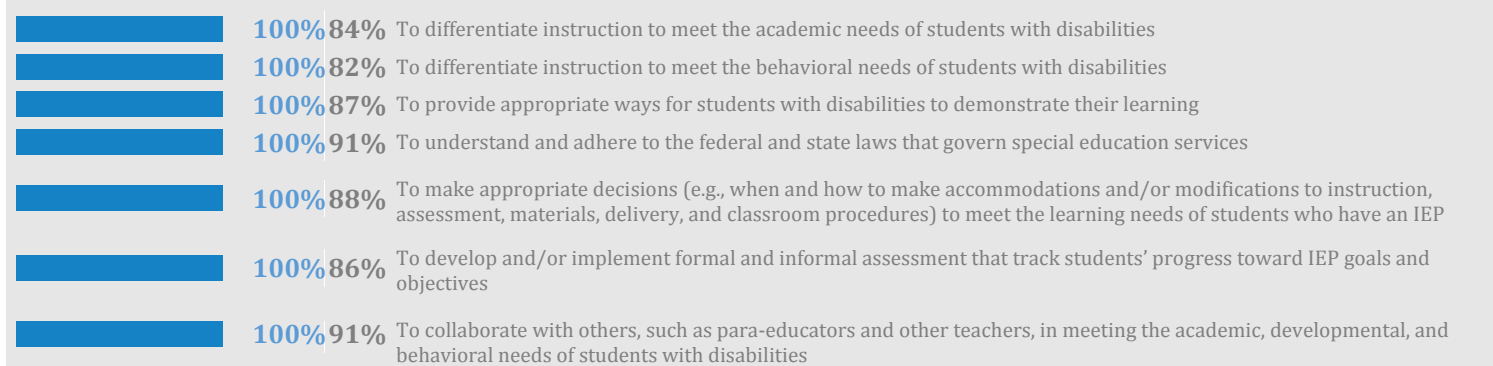 100% 84% To differentiate instruction to meet the academic needs of students with disabilities
100% 82% To differentiate instruction to meet the behavioral needs of students with disabilities
100% 87% To provide appropriate ways for students with disabilities to demonstrate their learning
100% 91% To understand and adhere to the federal and state laws that govern special education services
100% 88% To make appropriate decisions (e.g., when and how to make accommodations and/or modifications to instruction,
assessment, materials, delivery, and classroom procedures) to meet the learning needs of students who have an IEP
100% 86% To develop and/or implement formal and informal assessment that track students’ progress toward IEP goals and
objectives
100% 91% To collaborate with others, such as para-educators and other teachers, in meeting the academic, developmental, and
behavioral needs of students with disabilities